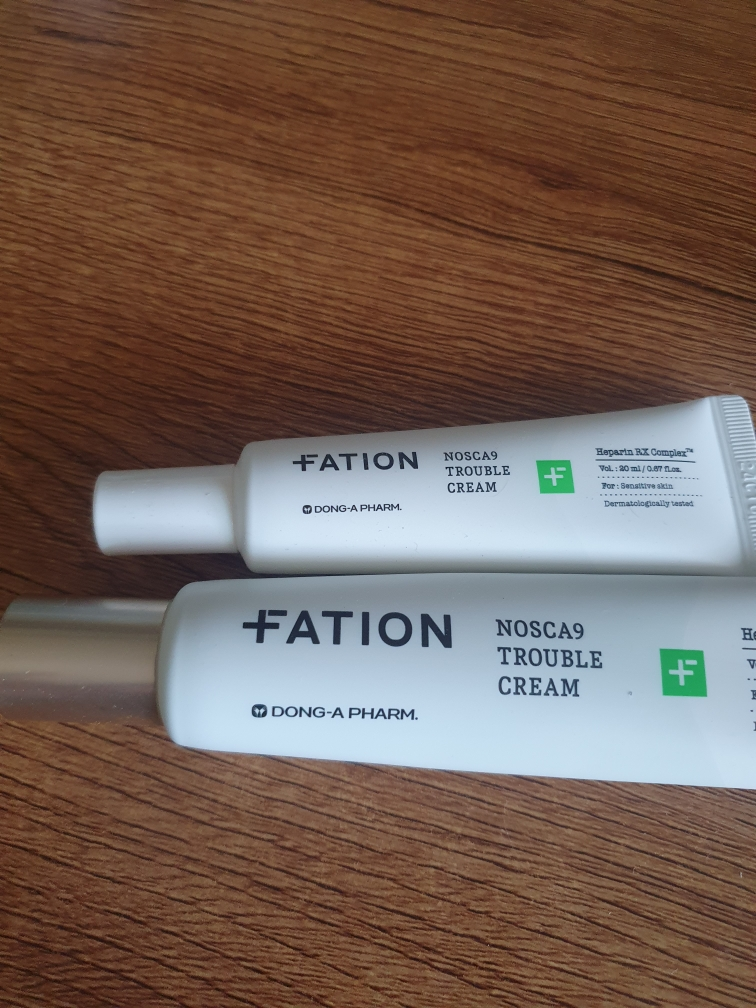 FATION
NOSCA9
TROUBLE
CREAM
DONG-A PHARM.
Heparin RX Complex™
Vol. : 20 ml / 0.67 fl.oz.
For : Sensitive skin
Dermatologically tested
FATION
NOSCA9
TROUBLE
CREAM
DONG-A PHARM.
He
V